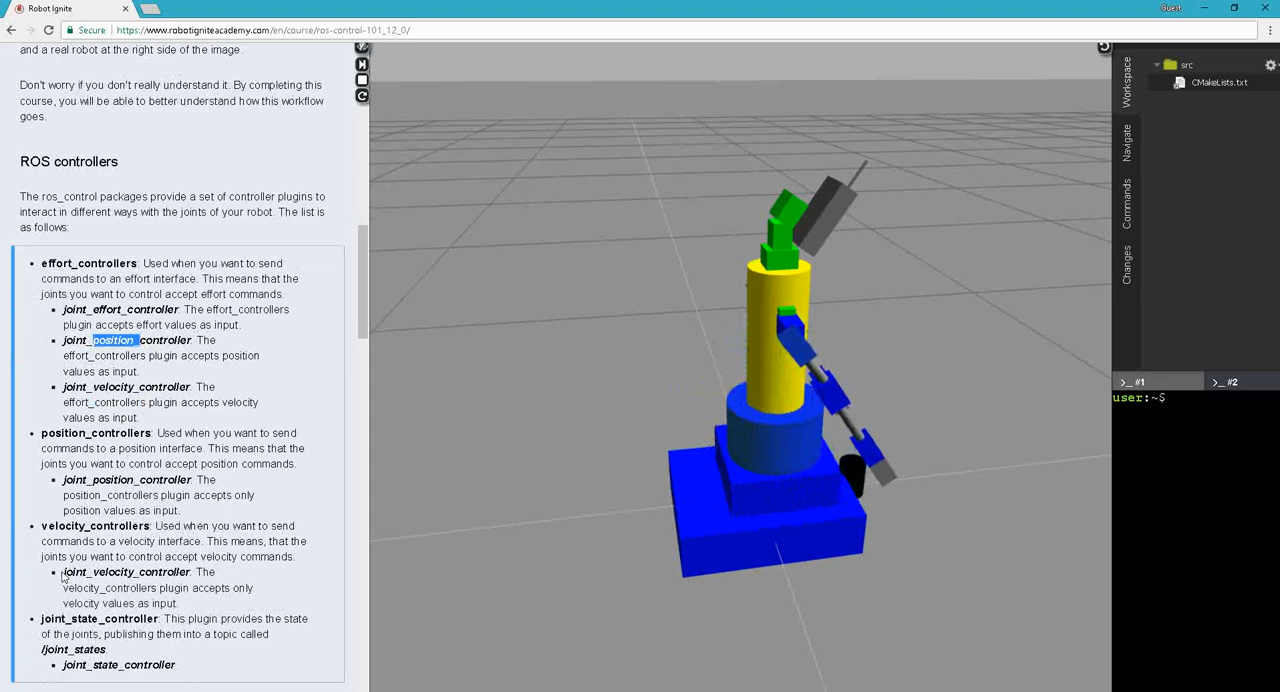 Robot Ignite
Guest
Secure
https://www.robotigniteacademy.com/en/course/ros-control-101_12_0/
and a real robot at the right side of the image.
Don't worry if you don't really understand it. By completing this
course, you will be able to better understand how this workflow
goes.
ROS controllers
The ros_control packages provide a set of controller plugins to
interact in different ways with the joints of your robot. The list is
as follows:
effort_controllers: Used when you want to send
commands to an effort interface. This means that the
joints you want to control accept effort commands.
joint_effort_controller: The effort_controllers
plugin accepts effort values as input.
joint_position_controller: The
effort_controllers plugin accepts position
values as input.
joint_velocity_controller: The
effort_controllers plugin accepts velocity
values as input.
position_controllers: Used when you want to send
commands to a position interface. This means that the
joints you want to control accept position commands.
joint_position_controller: The
position_controllers plugin accepts only
position values as input.
velocity_controllers: Used when you want to send
commands to a velocity interface. This means, that the
joints you want to control accept velocity commands.
joint_velocity_controller: The
velocity_controllers plugin accepts only
velocity values as input.
joint_state_controller: This plugin provides the state
of the joints, publishing them into a topic called
/joint_states.
joint_state_controller
Workspace
Navigate
Commands
Changes
src
CMakeLists.txt
>_ #1
>_ #2
user:~$